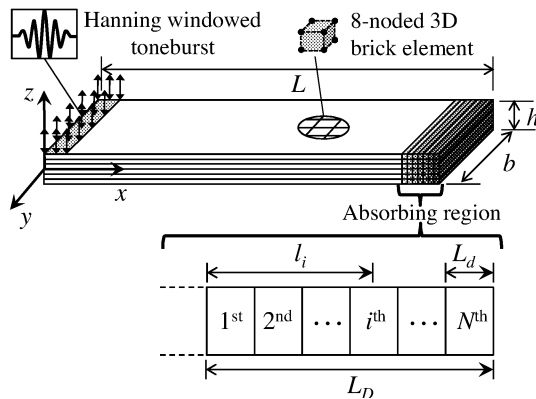 Hanning windowed
toneburst
8-noded 3D
brick element
L
z
h
b
x
y
Absorbing region
l_i
L_d
1st 2nd ... ith ... Nth
L_D